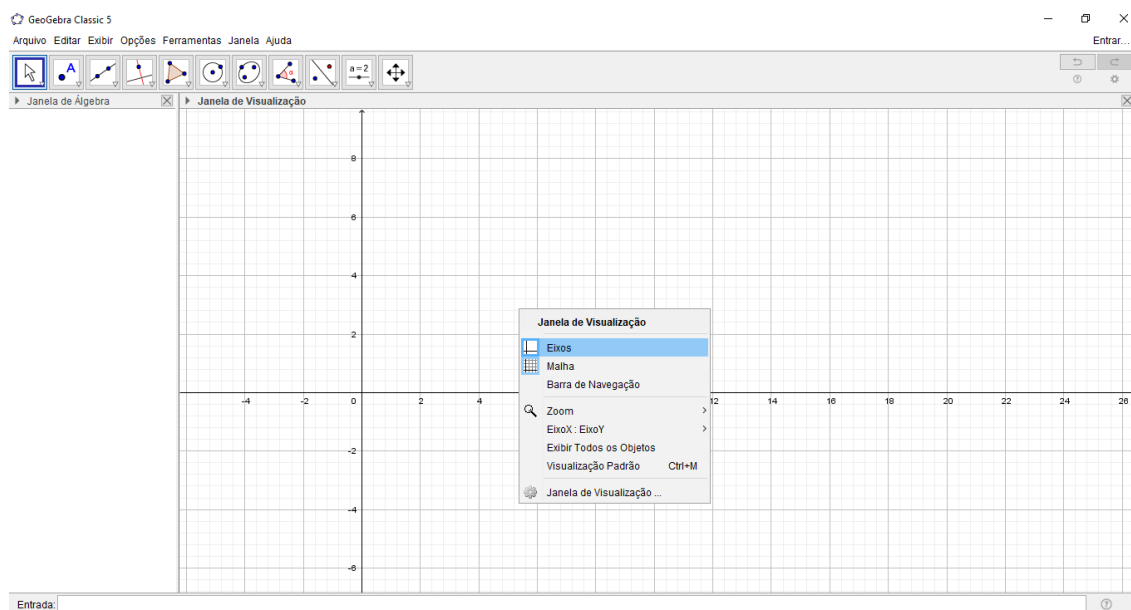 GeoGebra Classic 5
Arquivo Editar Exibir Opções Ferramentas Janela Ajuda
Entrar...
A
α
a=2
Janela de Álgebra
Janela de Visualização
8
6
4
2
-4 -2 0 2 4 12 14 16 18 20 22 24 26
-2
-4
-6
Janela de Visualização
Eixos
Malha
Barra de Navegação
Zoom
EixoX : EixoY
Exibir Todos os Objetos
Visualização Padrão Ctrl+M
Janela de Visualização ...
Entrada: